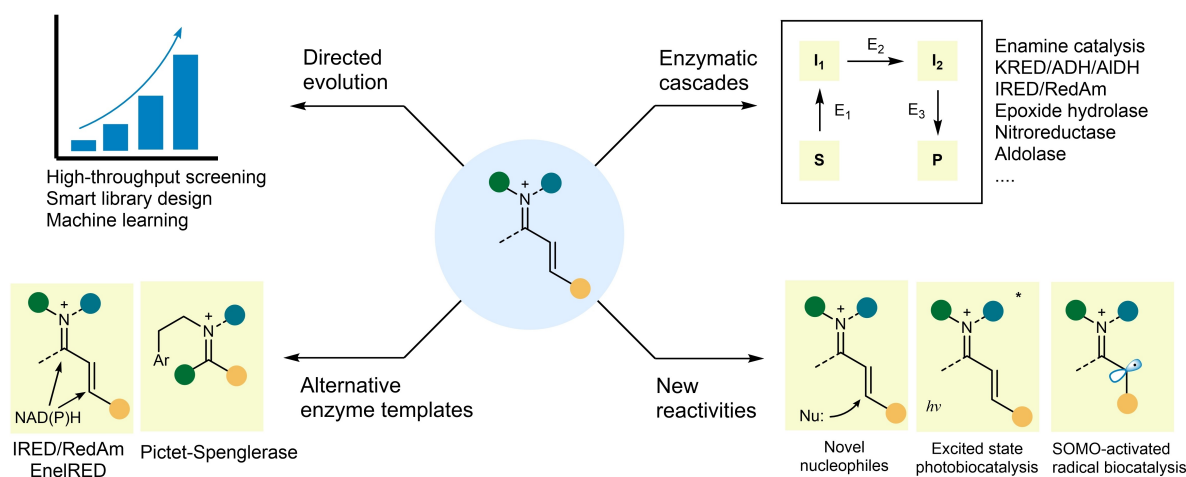 Directed
evolution
High-throughput screening
Smart library design
Machine learning
Enzymatic
cascades
I1
E2
I2
E1
E3
S
P
Enamine catalysis
KRED/ADH/AlDH
IRED/RedAm
Epoxide hydrolase
Nitroreductase
Aldolase
....
+
N
+
N
NAD(P)H
IRED/RedAm
EneIRED
+
N
Ar
Pictet-Spenglerase
Alternative
enzyme templates
New
reactivities
+
N
Nu:
Novel
nucleophiles
+
N
*
hv
Excited state
photobiocatalysis
+
N
SOMO-activated
radical biocatalysis